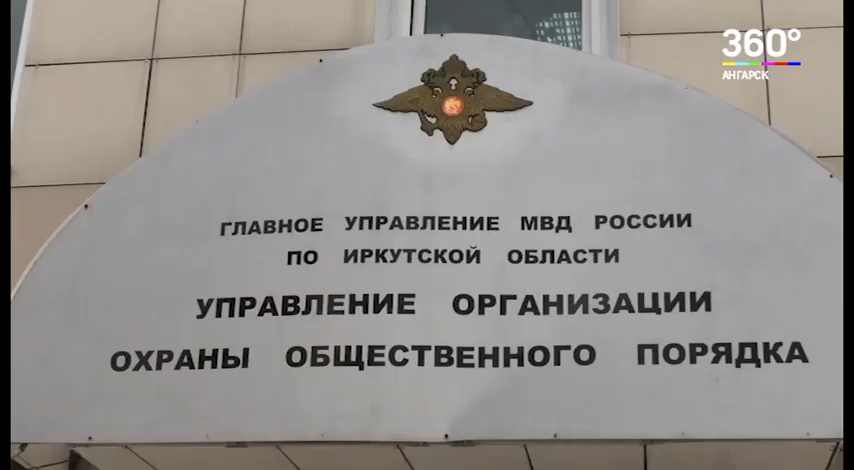 360°
АНГАРСК
ГЛАВНОЕ УПРАВЛЕНИЕ МВД РОССИИ
ПО ИРКУТСКОЙ ОБЛАСТИ
УПРАВЛЕНИЕ ОРГАНИЗАЦИИ
ОХРАНЫ ОБЩЕСТВЕННОГО ПОРЯДКА